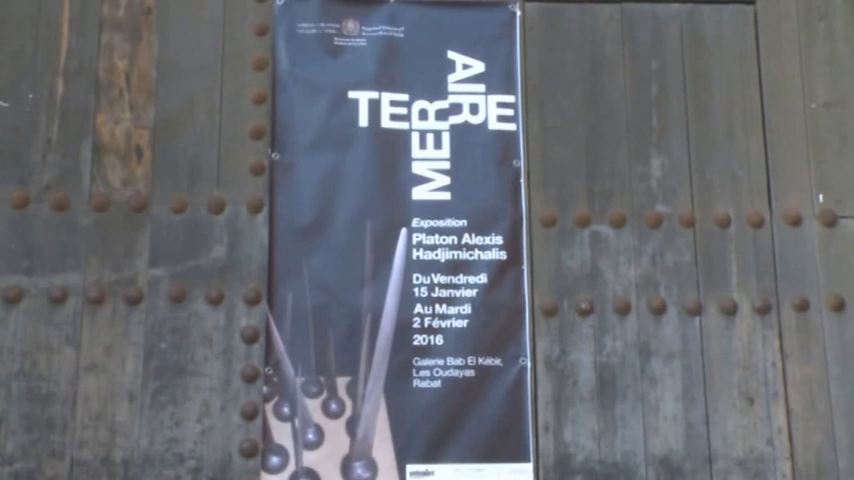 AIR
TERRE
MER
Exposition
Platon Alexis
Hadjimichalis
Du Vendredi
15 Janvier
Au Mardi
2 Février
2016
Galerie Bab El Kébir,
Les Oudayas
Rabat